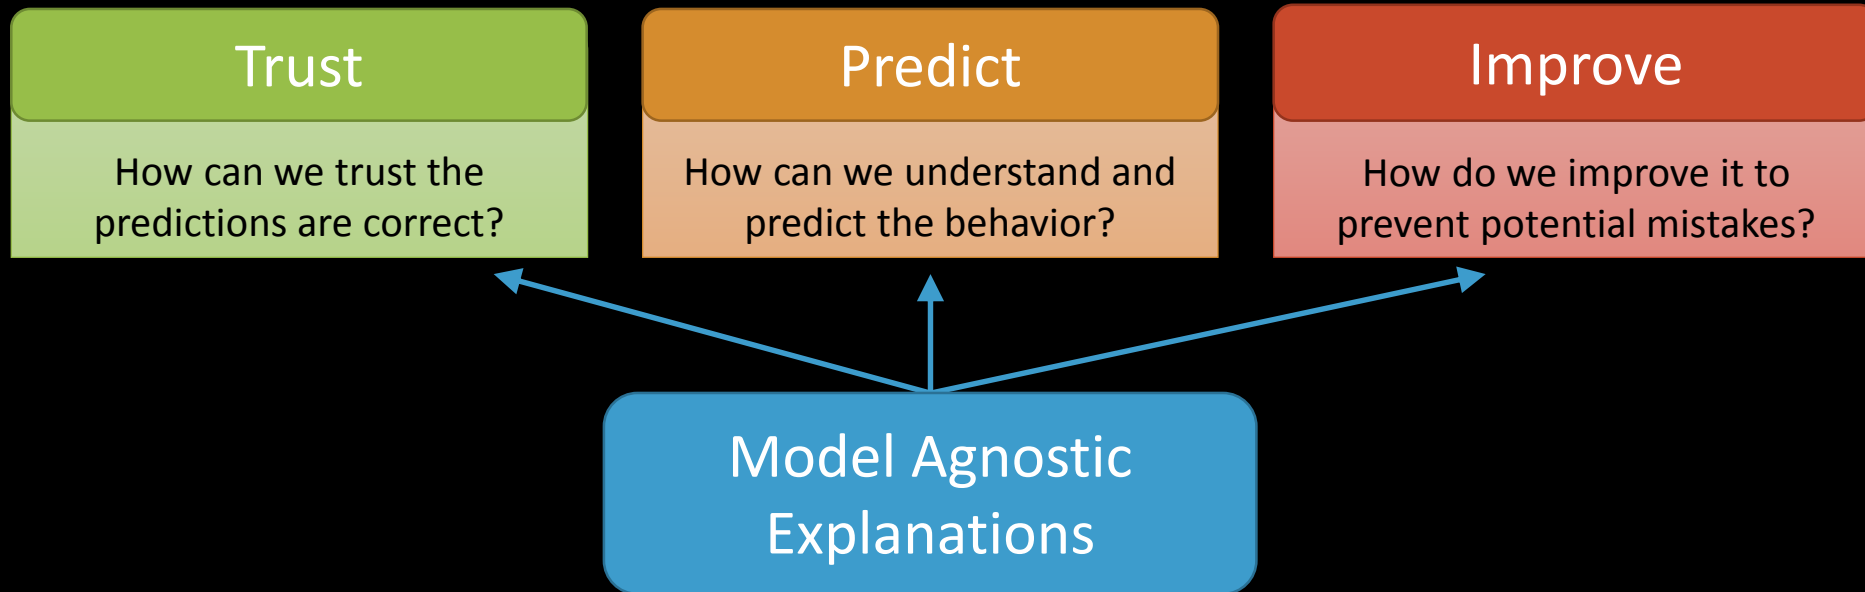 Trust
How can we trust the
predictions are correct?
Predict
How can we understand and
predict the behavior?
Improve
How do we improve it to
prevent potential mistakes?
Model Agnostic
Explanations